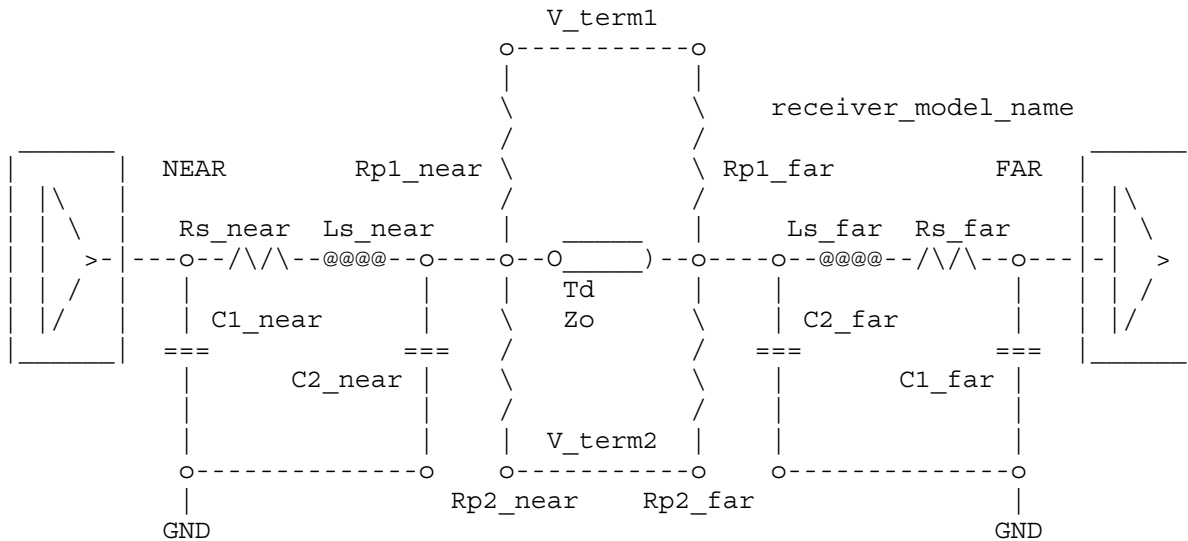 V_term1
receiver_model_name
NEAR Rp1_near Rp1_far FAR
Rs_near Ls_near Ls_far Rs_far
@@@@ @@@@
Td
C1_near Zo C2_far
C2_near C1_far
V_term2
Rp2_near Rp2_far
GND GND